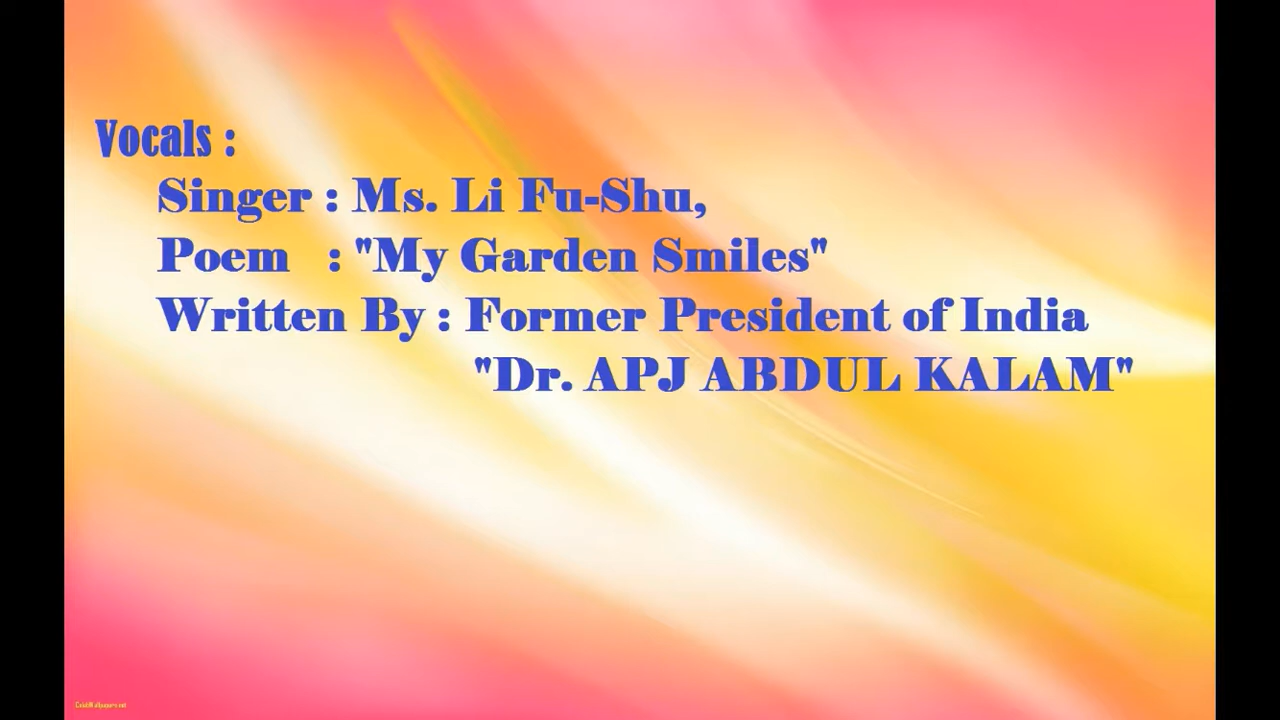 Vocals :
Singer : Ms. Li Fu-Shu,
Poem : "My Garden Smiles"
Written By : Former President of India
"Dr. APJ ABDUL KALAM"